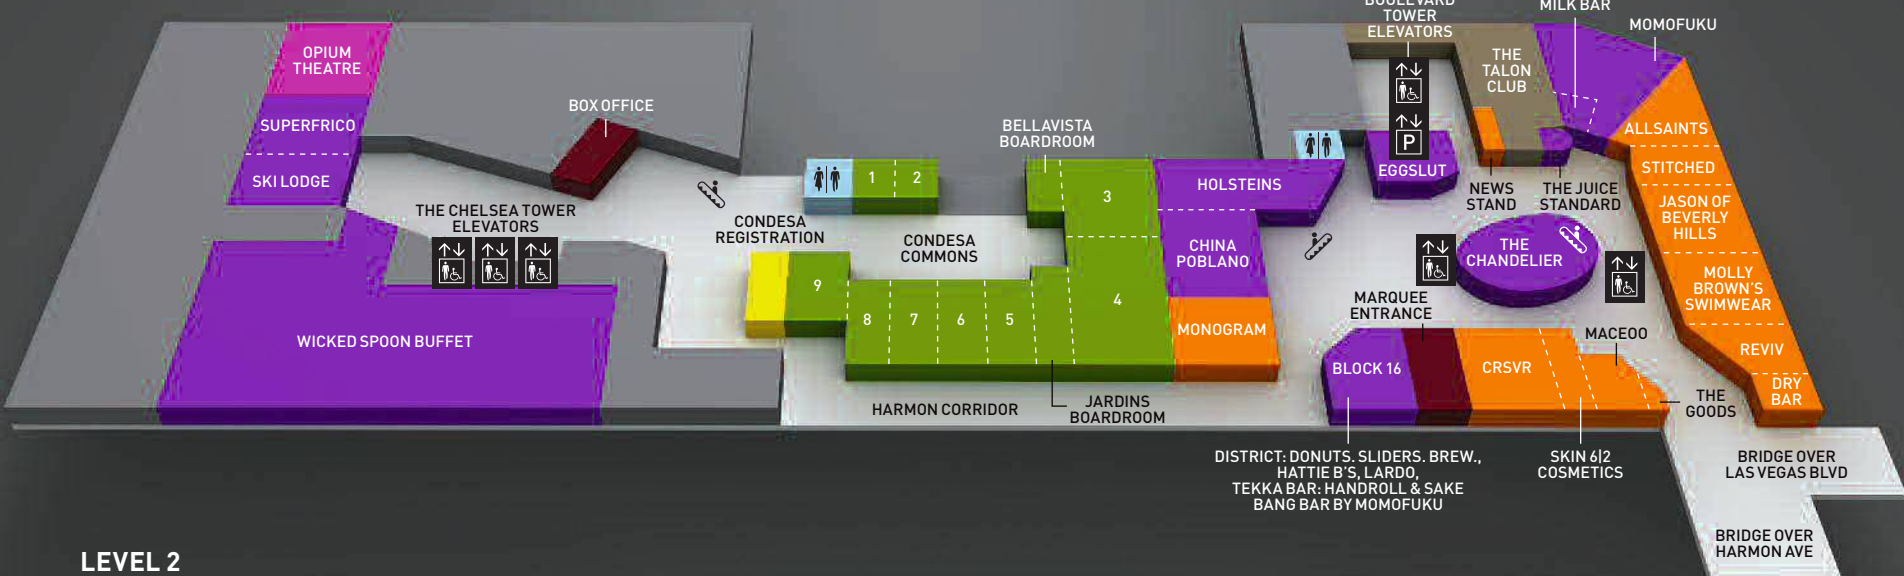 OPIUM
THEATRE
SUPERFRICO
SKI LODGE
BOX OFFICE
THE CHELSEA TOWER
ELEVATORS
WICKED SPOON BUFFET
CONDESA
REGISTRATION
1
2
CONDESA
COMMONS
BELLAVISTA
BOARDROOM
3
4
9
8
7
6
5
HARMON CORRIDOR
JARDINS
BOARDROOM
HOLSTEINS
CHINA
POBLANO
MONOGRAM
BOULEVARD
TOWER
ELEVATORS
P
EGGSLUT
THE
TALON
CLUB
MILK BAR
MOMOFUKU
NEWS
STAND
THE JUICE
STANDARD
THE
CHANDELIER
ALLSAINTS
STITCHED
JASON OF
BEVERLY
HILLS
MOLLY
BROWN'S
SWIMWEAR
REVIV
DRY
BAR
MARQUEE
ENTRANCE
BLOCK 16
CRSVR
MACEOO
THE
GOODS
DISTRICT: DONUTS. SLIDERS. BREW.,
HATTIE B'S, LARDO,
TEKKA BAR: HANDROLL & SAKE
BANG BAR BY MOMOFUKU
SKIN 6|2
COSMETICS
BRIDGE OVER
LAS VEGAS BLVD
BRIDGE OVER
HARMON AVE
LEVEL 2